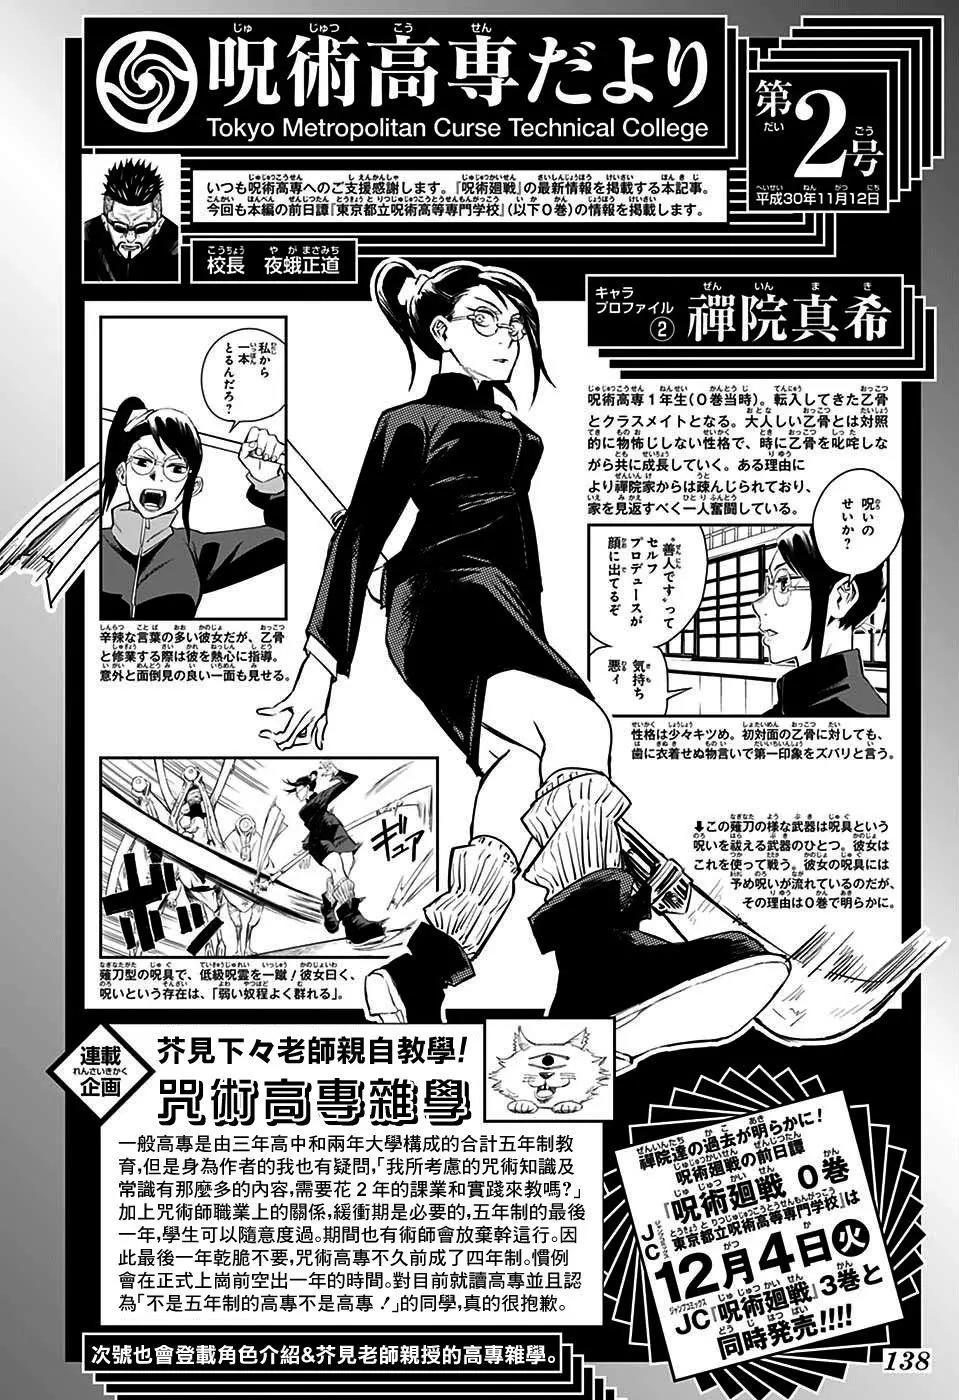 呪術高専だより
Tokyo Metropolitan Curse Technical College
第2号
平成30年11月12日
いつも呪術高専へのご支援感謝します。『呪術廻戦』の最新情報を掲載する本記事。
今回も本編の前日譚『東京都立呪術高等専門学校』(以下０巻)の情報を掲載します。
校長 夜蛾正道
キャラ
プロファイル
②
禪院真希
呪術高専１年生(０巻当時)。転入してきた乙骨
とクラスメイトとなる。大人しい乙骨とは対照
的に物怖じしない性格で、時に乙骨を叱咤しな
がら共に成長していく。ある理由に
より禪院家からは疎んじられており、
家を見返すべく一人奮闘している。
私から
一本
とるんだろ？
辛辣な言葉の多い彼女だが、乙骨
と修業する際は彼を熱心に指導。
意外と面倒見の良い一面も見せる。
呪いの
せいか？
“善人です”って
セルフ
プロデュースが
顔に出てるぞ
気持ち
悪ィ
性格は少々キツめ。初対面の乙骨に対しても、
歯に衣着せぬ物言いで第一印象をズバリと言う。
ギュア
薙刀型の呪具で、低級呪霊を一蹴！彼女曰く、
呪いという存在は、「弱い奴程よく群れる」。
⬇この薙刀の様な武器は呪具という
呪いを祓える武器のひとつ。彼女は
これを使って戦う。彼女の呪具には
予め呪いが流れているのだが、
その理由は０巻で明らかに。
連載
れんさいきかく
企画
芥見下々老師親自教學！
咒術高專雜學
一般高專是由三年高中和兩年大學構成的合計五年制教
育,但是身為作者的我也有疑問,「我所考慮的咒術知識及
常識有那麼多的內容,需要花２年的課業和實踐來教嗎?」
加上咒術師職業上的關係,緩衝期是必要的,五年制的最後
一年,學生可以隨意度過。期間也有術師會放棄幹這行。因
此最後一年乾脆不要,咒術高專不久前成了四年制。慣例
會在正式上崗前空出一年的時間。對目前就讀高專並且認
為「不是五年制的高專不是高專！」的同學,真的很抱歉。
次號也會登載角色介紹&芥見老師親授的高專雜學。
禪院達の過去が明らかに！
呪術廻戦の前日譚
JC『呪術廻戦 ０巻
東京都立呪術高等専門学校』は
12月4日㊋
JC『呪術廻戦』3巻と
同時発売!!!!
138